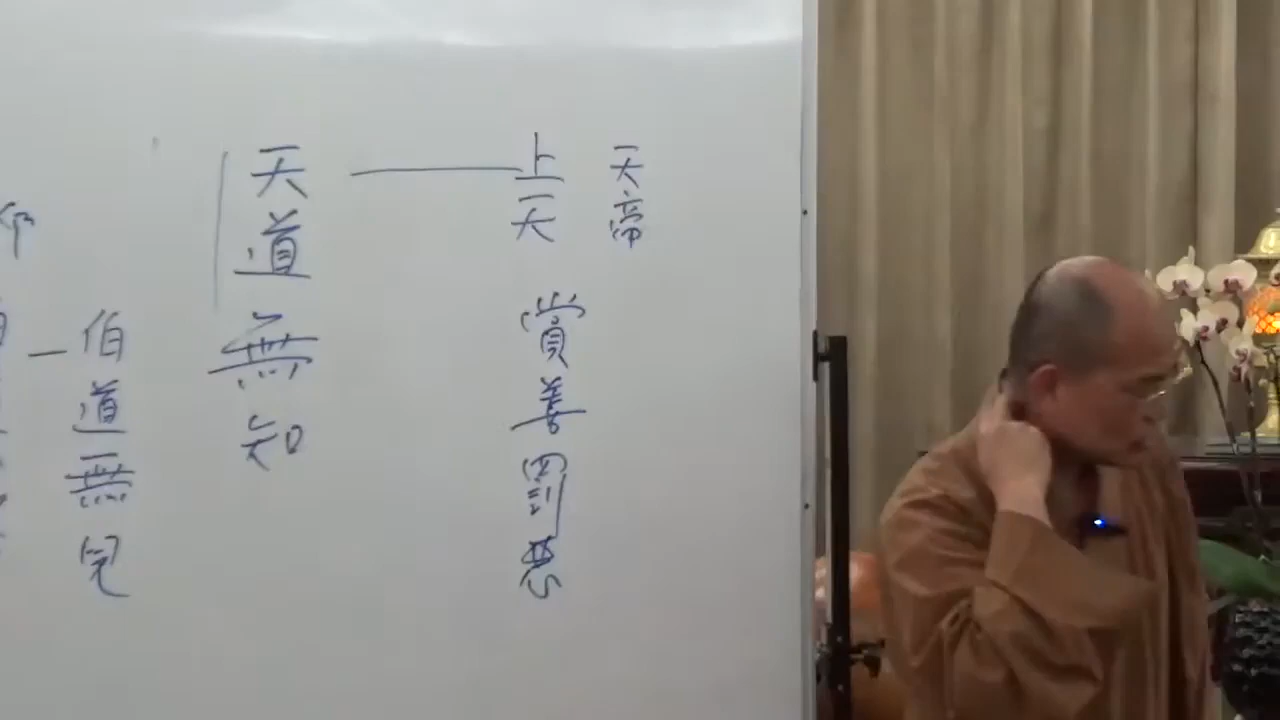 天帝
上天 賞善罰惡
天道無知 —
伯道無兒 —